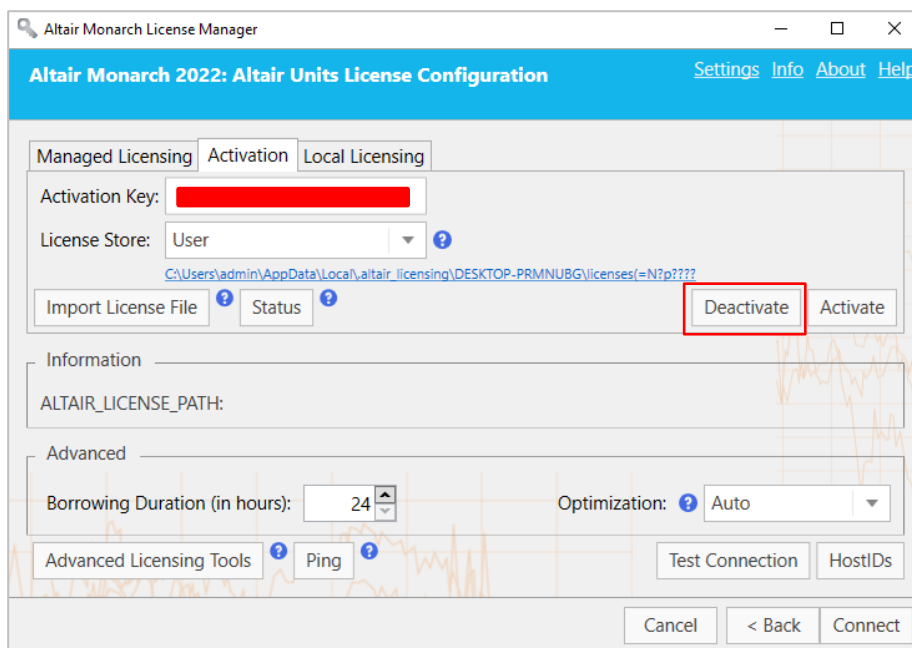 Altair Monarch License Manager
Altair Monarch 2022: Altair Units License Configuration
Settings Info About Help
Managed Licensing Activation Local Licensing
Activation Key:
License Store: User
C:\Users\admin\AppData\Local\.altair_licensing\DESKTOP-PRMNUBG\licenses(=N?p????
Import License File Status Deactivate Activate
Information
ALTAIR_LICENSE_PATH:
Advanced
Borrowing Duration (in hours): 24 Optimization: Auto
Advanced Licensing Tools Ping Test Connection HostIDs
Cancel < Back Connect